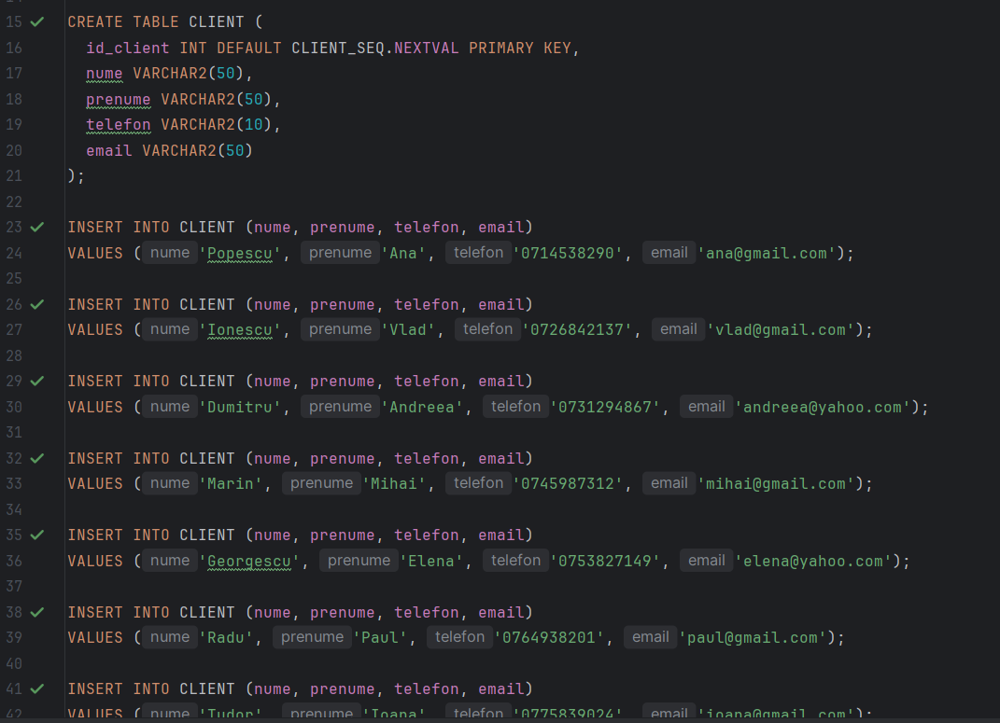 15 CREATE TABLE CLIENT (
16 id_client INT DEFAULT CLIENT_SEQ.NEXTVAL PRIMARY KEY,
17 nume VARCHAR2(50),
18 prenume VARCHAR2(50),
19 telefon VARCHAR2(10),
20 email VARCHAR2(50)
21 );
22
23 INSERT INTO CLIENT (nume, prenume, telefon, email)
24 VALUES ( nume 'Popescu', prenume 'Ana', telefon '0714538290', email 'ana@gmail.com');
25
26 INSERT INTO CLIENT (nume, prenume, telefon, email)
27 VALUES ( nume 'Ionescu', prenume 'Vlad', telefon '0726842137', email 'vlad@gmail.com');
28
29 INSERT INTO CLIENT (nume, prenume, telefon, email)
30 VALUES ( nume 'Dumitru', prenume 'Andreea', telefon '0731294867', email 'andreea@yahoo.com');
31
32 INSERT INTO CLIENT (nume, prenume, telefon, email)
33 VALUES ( nume 'Marin', prenume 'Mihai', telefon '0745987312', email 'mihai@gmail.com');
34
35 INSERT INTO CLIENT (nume, prenume, telefon, email)
36 VALUES ( nume 'Georgescu', prenume 'Elena', telefon '0753827149', email 'elena@yahoo.com');
37
38 INSERT INTO CLIENT (nume, prenume, telefon, email)
39 VALUES ( nume 'Radu', prenume 'Paul', telefon '0764938201', email 'paul@gmail.com');
40
41 INSERT INTO CLIENT (nume, prenume, telefon, email)
42 VALUES ( nume 'Tudor', prenume 'Ioana', telefon '0775839024', email 'ioana@gmail.com');